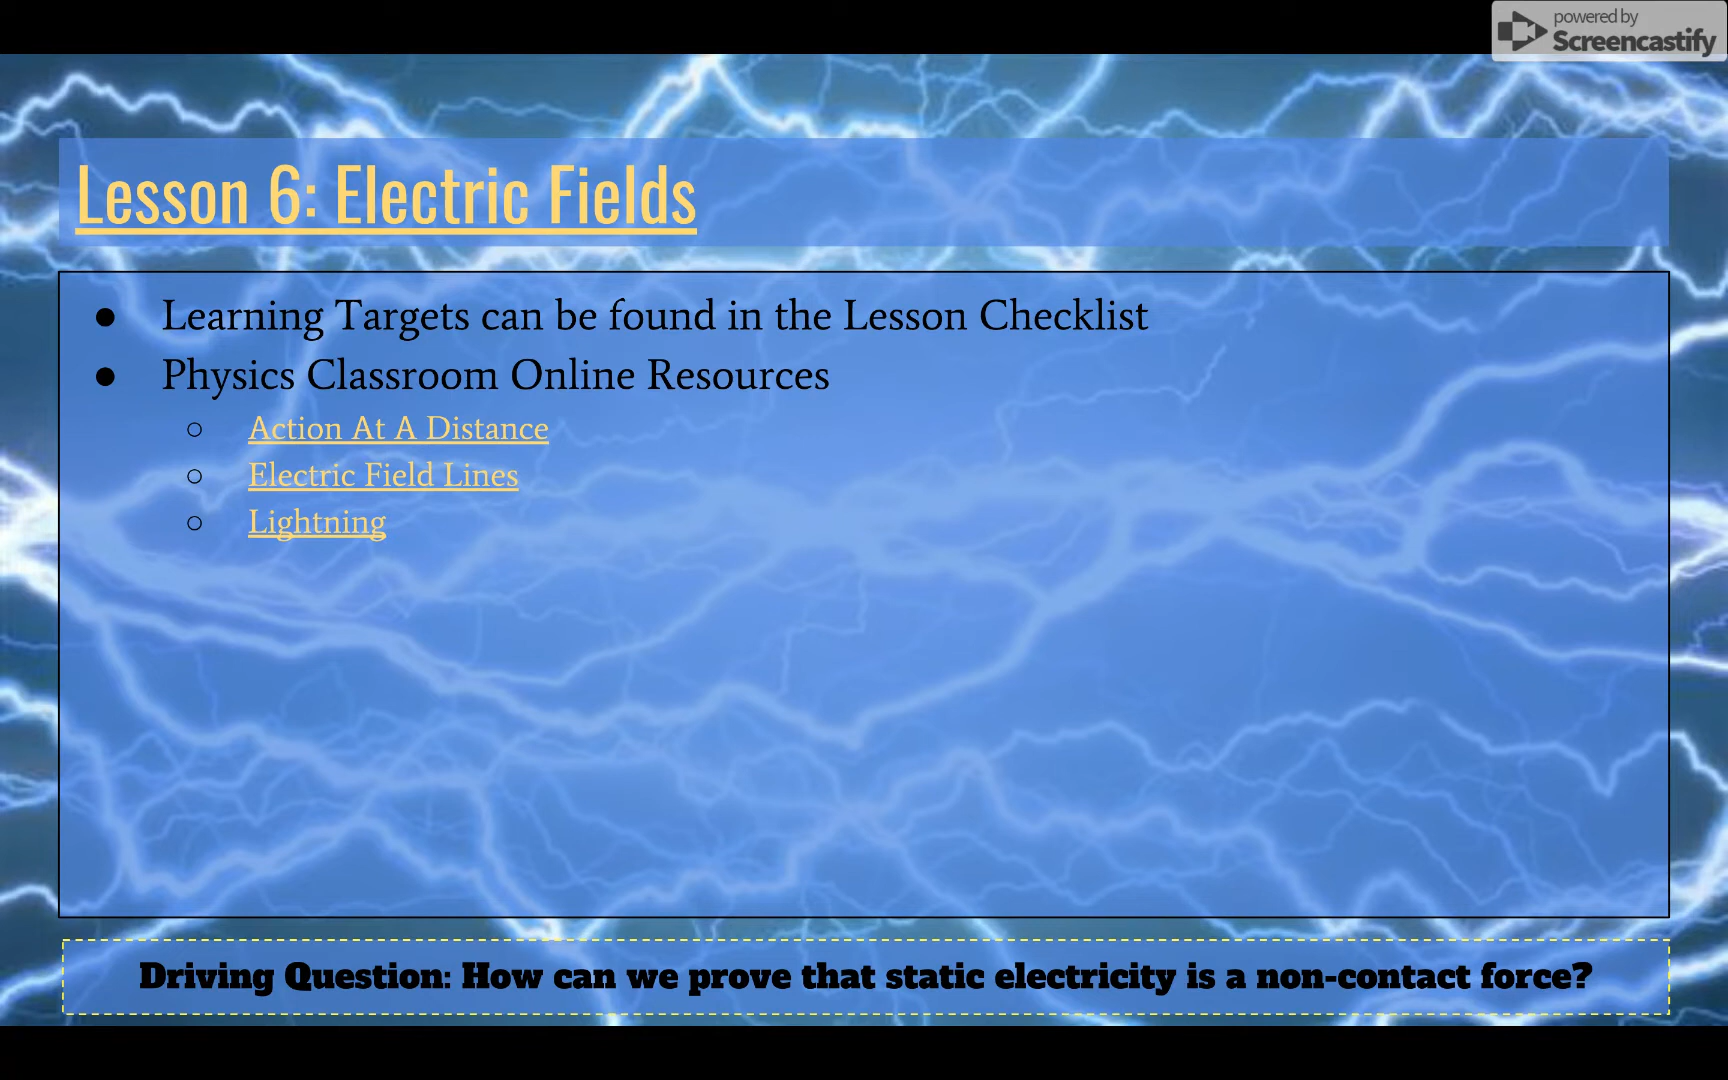 powered by
Screencastify
Lesson 6: Electric Fields
● Learning Targets can be found in the Lesson Checklist
● Physics Classroom Online Resources
○ Action At A Distance
○ Electric Field Lines
○ Lightning
Driving Question: How can we prove that static electricity is a non-contact force?